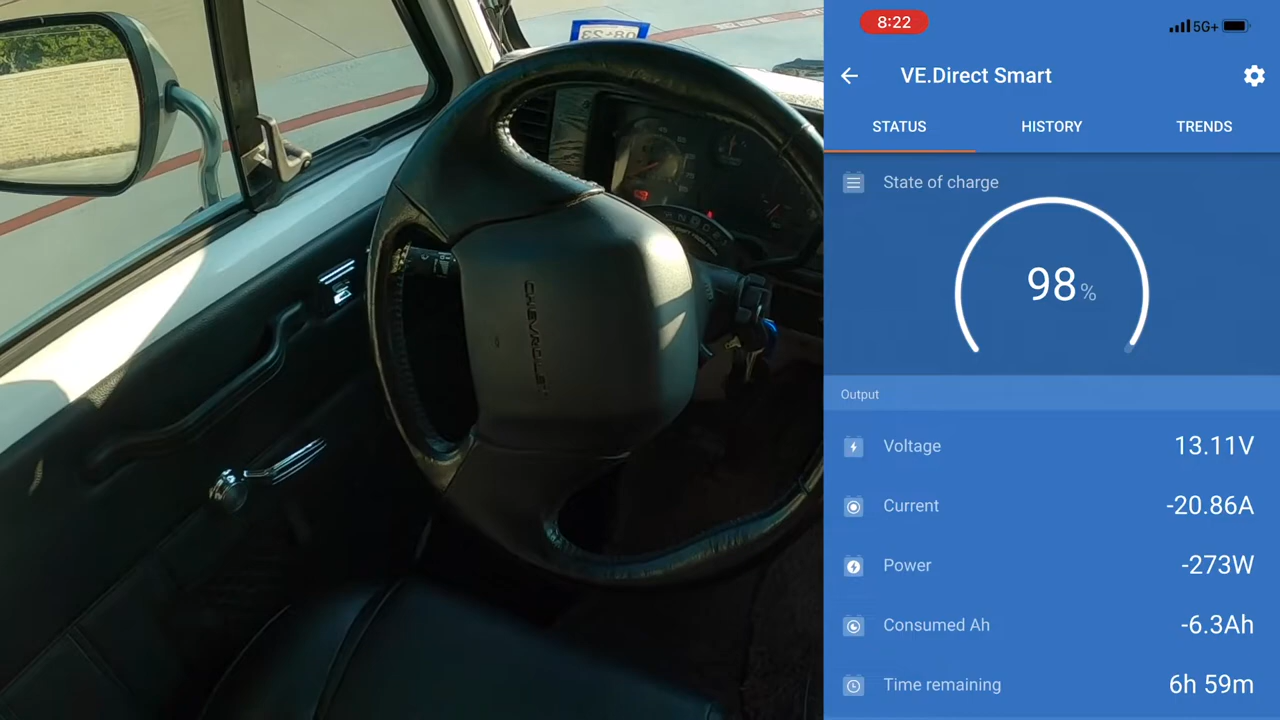 CHEVROLET
8:22
5G+
VE.Direct Smart
STATUS
HISTORY
TRENDS
State of charge
98%
Output
Voltage
13.11V
Current
-20.86A
Power
-273W
Consumed Ah
-6.3Ah
Time remaining
6h 59m